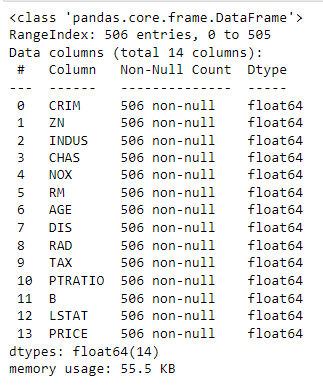 <class 'pandas.core.frame.DataFrame'>
RangeIndex: 506 entries, 0 to 505
Data columns (total 14 columns):
 #   Column   Non-Null Count  Dtype
---  ------   --------------  -----
 0   CRIM     506 non-null    float64
 1   ZN       506 non-null    float64
 2   INDUS    506 non-null    float64
 3   CHAS     506 non-null    float64
 4   NOX      506 non-null    float64
 5   RM       506 non-null    float64
 6   AGE      506 non-null    float64
 7   DIS      506 non-null    float64
 8   RAD      506 non-null    float64
 9   TAX      506 non-null    float64
 10  PTRATIO  506 non-null    float64
 11  B        506 non-null    float64
 12  LSTAT    506 non-null    float64
 13  PRICE    506 non-null    float64
dtypes: float64(14)
memory usage: 55.5 KB